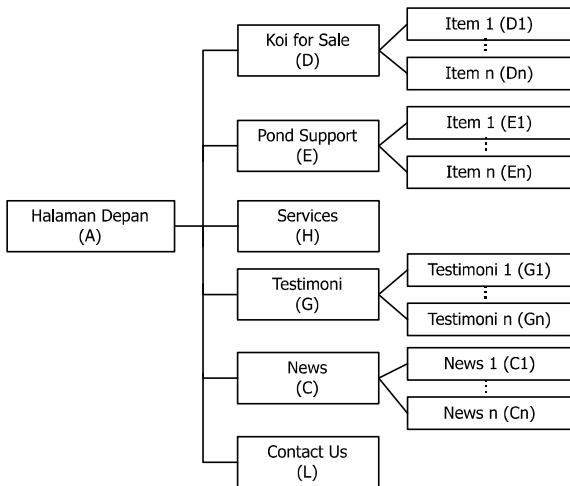 Koi for Sale
(D)
Item 1 (D1)
Item n (Dn)
Pond Support
(E)
Item 1 (E1)
Item n (En)
Halaman Depan
(A)
Services
(H)
Testimoni
(G)
Testimoni 1 (G1)
Testimoni n (Gn)
News
(C)
News 1 (C1)
News n (Cn)
Contact Us
(L)